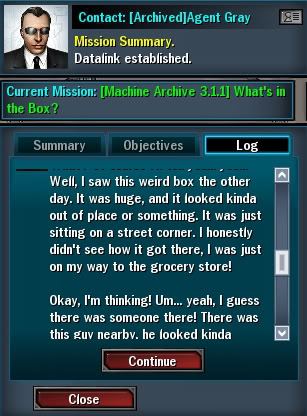 Contact: [Archived]Agent Gray
Mission Summary.
Datalink established.
Current Mission: [Machine Archive 3.1.1] What's in
the Box?
Summary
Objectives
Log
Well, I saw this weird box the other
day. It was huge, and it looked kinda
out of place or something. It was just
sitting on a street corner. I honestly
didn't see how it got there, I was just
on my way to the grocery store!
Okay, I'm thinking! Um... yeah, I guess
there was someone there! There was
this guy nearby, he looked kinda
Continue
Close